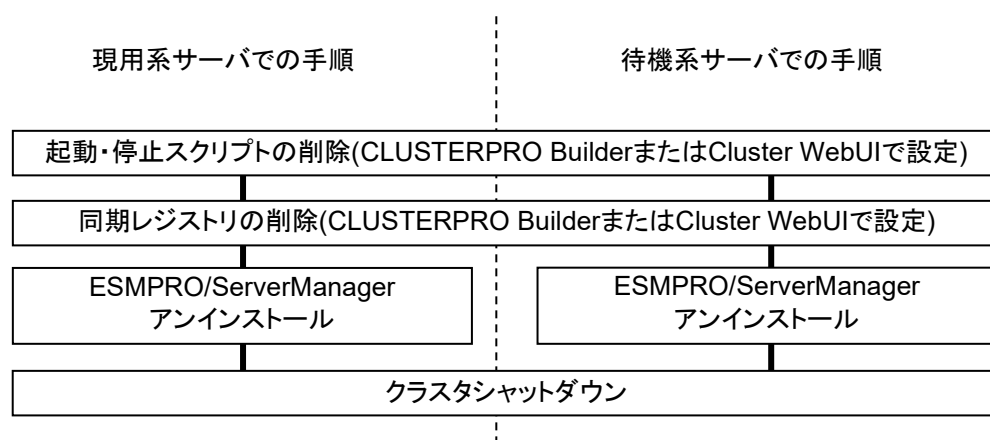 現用系サーバでの手順
待機系サーバでの手順
起動・停止スクリプトの削除(CLUSTERPRO BuilderまたはCluster WebUIで設定)
同期レジストリの削除(CLUSTERPRO BuilderまたはCluster WebUIで設定)
ESMPRO/ServerManager
アンインストール
ESMPRO/ServerManager
アンインストール
クラスタシャットダウン